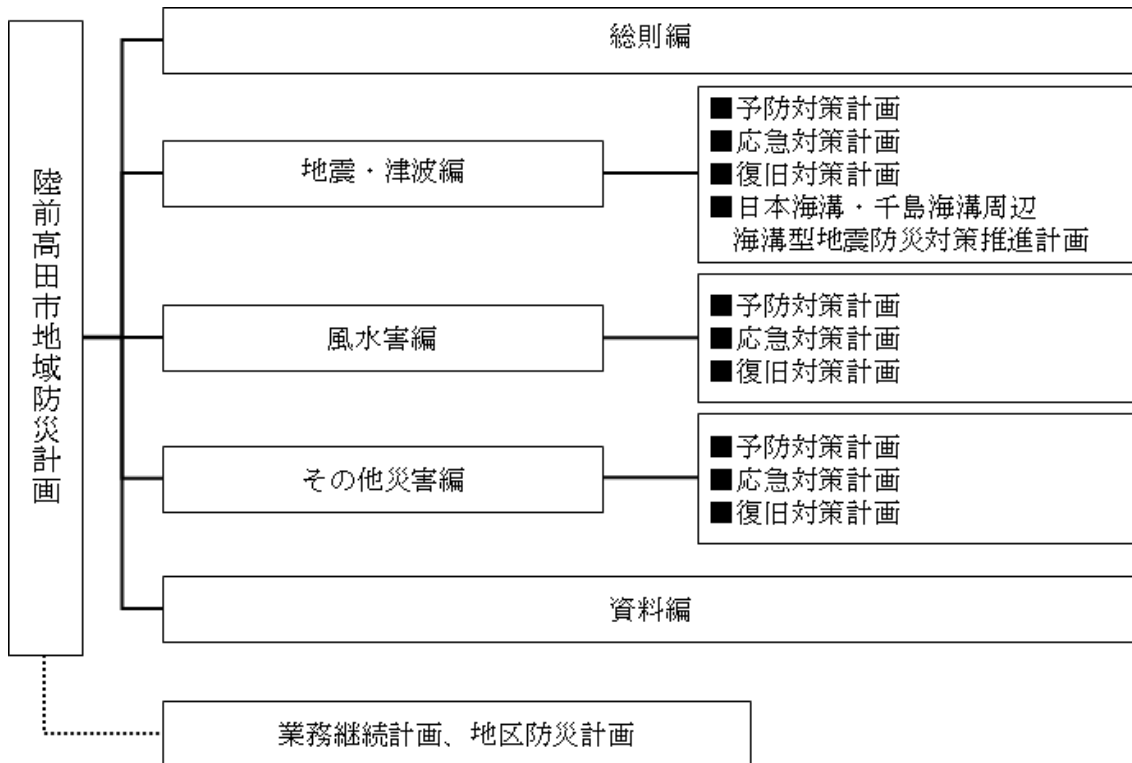 陸前高田市地域防災計画
総則編
地震・津波編
■予防対策計画
■応急対策計画
■復旧対策計画
■日本海溝・千島海溝周辺
海溝型地震防災対策推進計画
風水害編
■予防対策計画
■応急対策計画
■復旧対策計画
その他災害編
■予防対策計画
■応急対策計画
■復旧対策計画
資料編
業務継続計画、地区防災計画